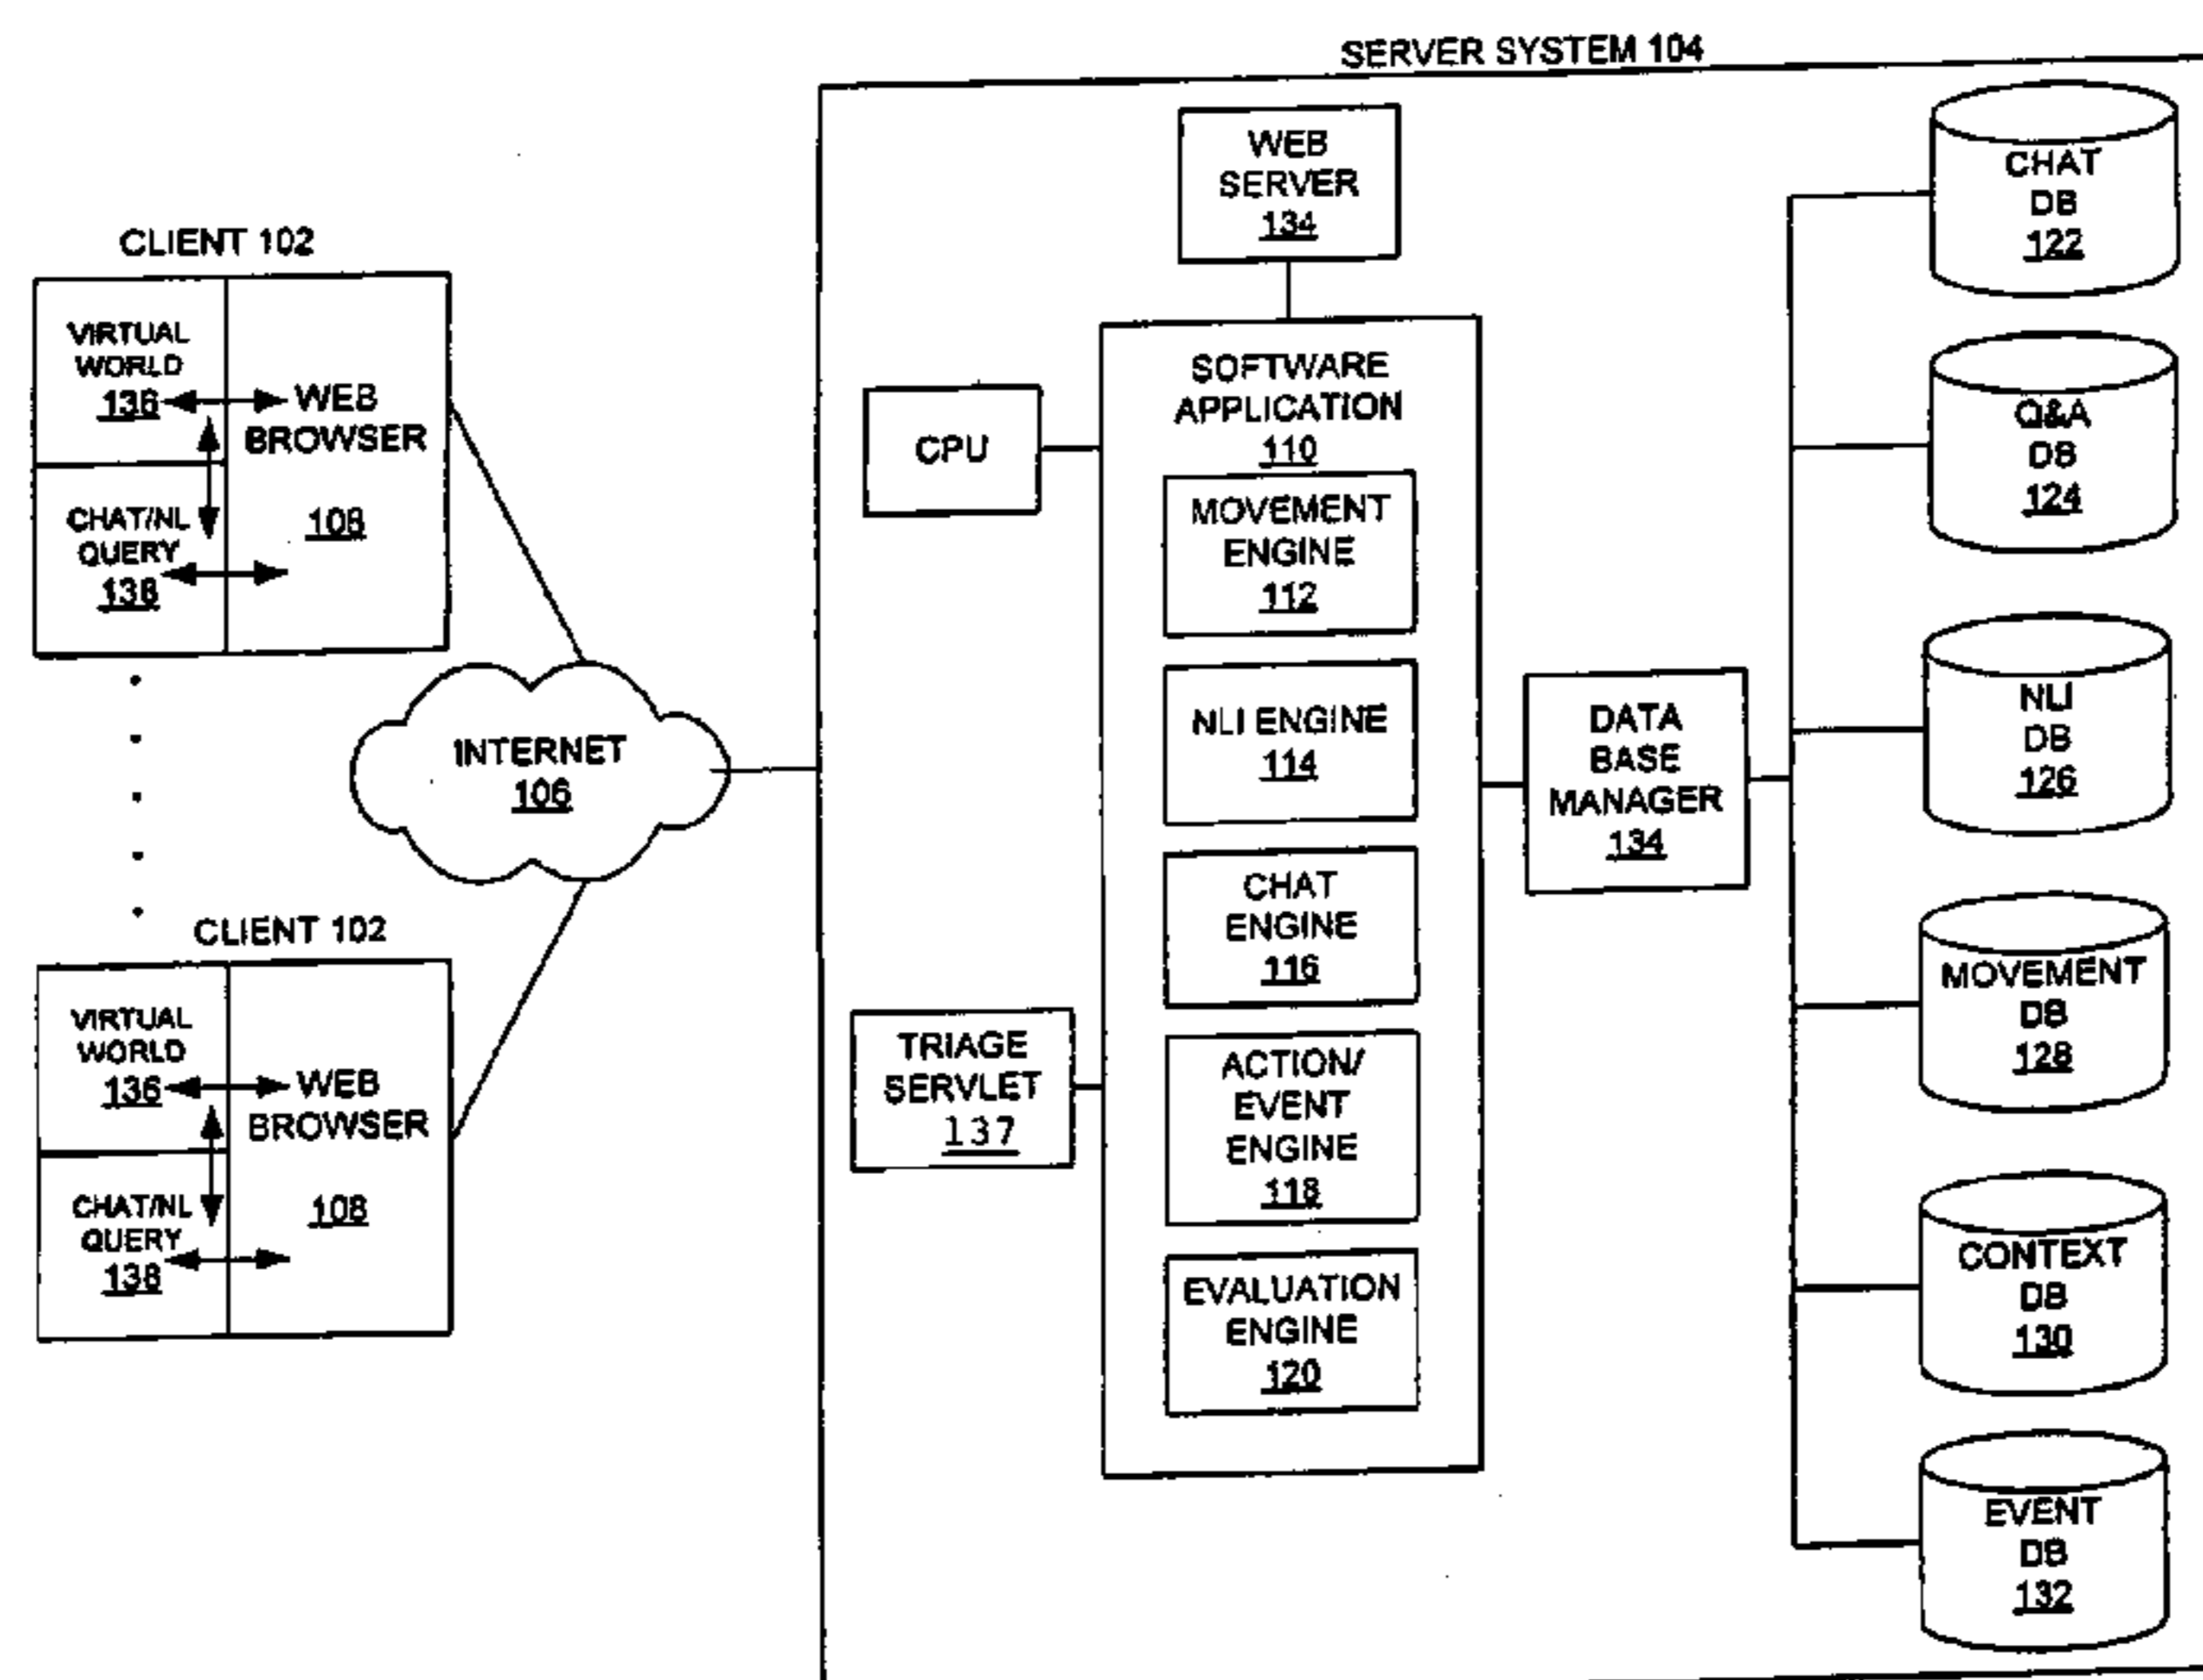 SERVER SYSTEM 104
CLIENT 102
VIRTUAL
WORLD
136
WEB
BROWSER
108
CHAT/NL
QUERY
138
CLIENT 102
VIRTUAL
WORLD
136
WEB
BROWSER
108
CHAT/NL
QUERY
138
INTERNET
106
WEB
SERVER
134
CPU
TRIAGE
SERVLET
137
SOFTWARE
APPLICATION
110
MOVEMENT
ENGINE
112
NLI ENGINE
114
CHAT
ENGINE
116
ACTION/
EVENT
ENGINE
118
EVALUATION
ENGINE
120
DATA
BASE
MANAGER
134
CHAT
DB
122
Q&A
DB
124
NLI
DB
126
MOVEMENT
DB
128
CONTEXT
DB
130
EVENT
DB
132